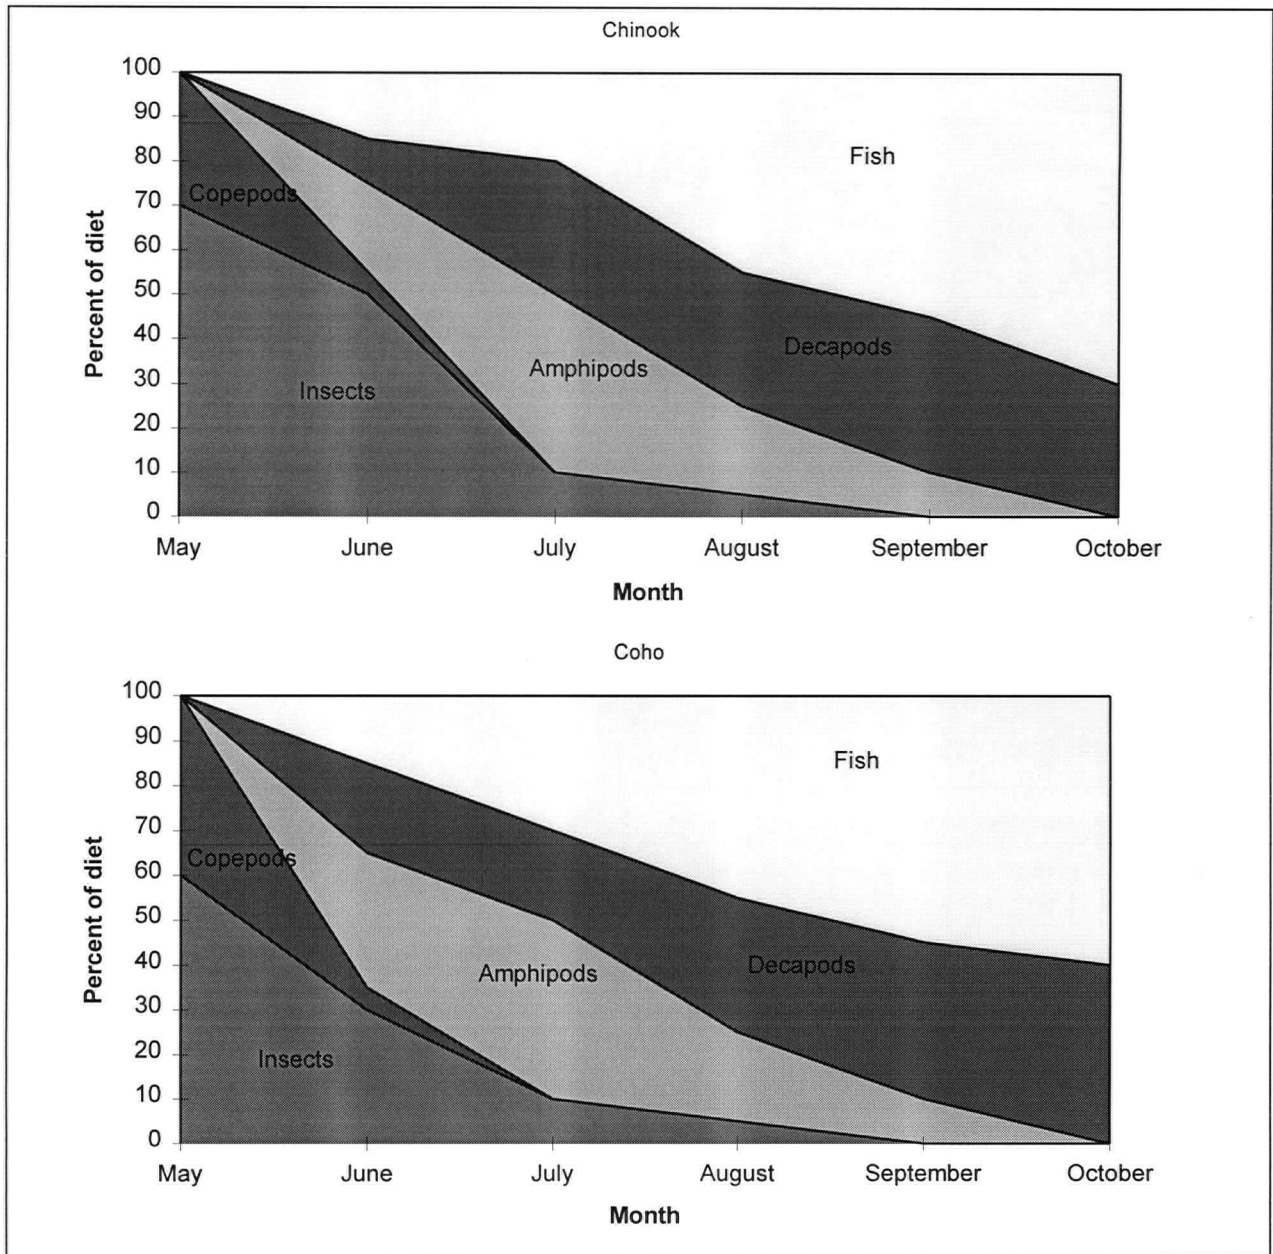 Chinook
100
90
80
70
60
50
40
30
20
10
0
Percent of diet
Copepods
Insects
Amphipods
Decapods
Fish
May June July August September October
Month
Coho
100
90
80
70
60
50
40
30
20
10
0
Percent of diet
Copepods
Insects
Amphipods
Decapods
Fish
May June July August September October
Month